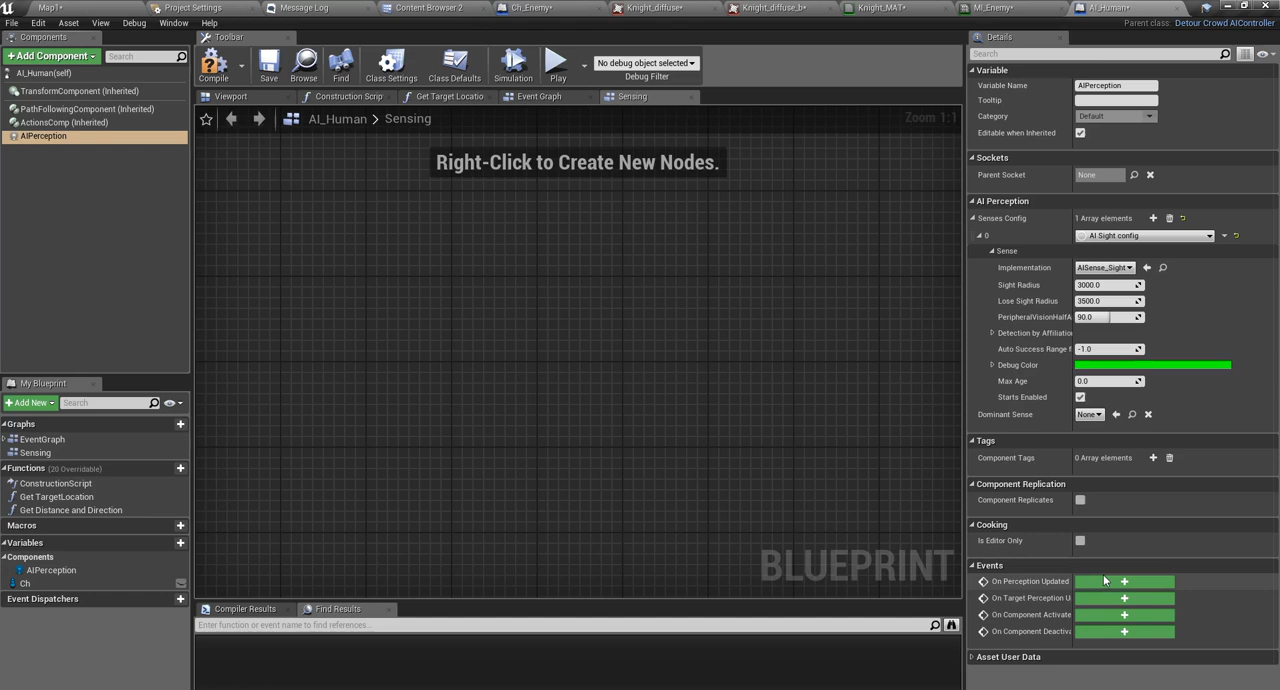 Map1*
Project Settings
Message Log
Content Browser 2
Ch_Enemy*
Knight_diffuse*
Knight_diffuse_b*
Knight_MAT*
MI_Enemy*
AI_Human*
File Edit Asset View Debug Window Help
Parent class: Detour Crowd AIController
Components
+ Add Component
Search
AI_Human(self)
TransformComponent (Inherited)
PathFollowingComponent (Inherited)
ActionsComp (Inherited)
AIPerception
Toolbar
Compile
Save
Browse
Find
Class Settings
Class Defaults
Simulation
Play
No debug object selected
Debug Filter
Viewport
Construction Scrip
Get Target Locatio
Event Graph
Sensing
AI_Human > Sensing
Zoom 1:1
Right-Click to Create New Nodes.
BLUEPRINT
My Blueprint
+ Add New
Search
Graphs
EventGraph
Sensing
Functions (20 Overridable)
ConstructionScript
Get TargetLocation
Get Distance and Direction
Macros
Variables
Components
AIPerception
Ch
Event Dispatchers
Compiler Results
Find Results
Enter function or event name to find references...
Details
Search
Variable
Variable Name AIPerception
Tooltip
Category Default
Editable when Inherited
Sockets
Parent Socket None
AI Perception
Senses Config 1 Array elements
0 AI Sight config
Sense
Implementation AISense_Sight
Sight Radius 3000.0
Lose Sight Radius 3500.0
PeripheralVisionHalfA 90.0
Detection by Affiliation
Auto Success Range f -1.0
Debug Color
Max Age 0.0
Starts Enabled
Dominant Sense None
Tags
Component Tags 0 Array elements
Component Replication
Component Replicates
Cooking
Is Editor Only
Events
On Perception Updated
On Target Perception U
On Component Activate
On Component Deactiva
Asset User Data